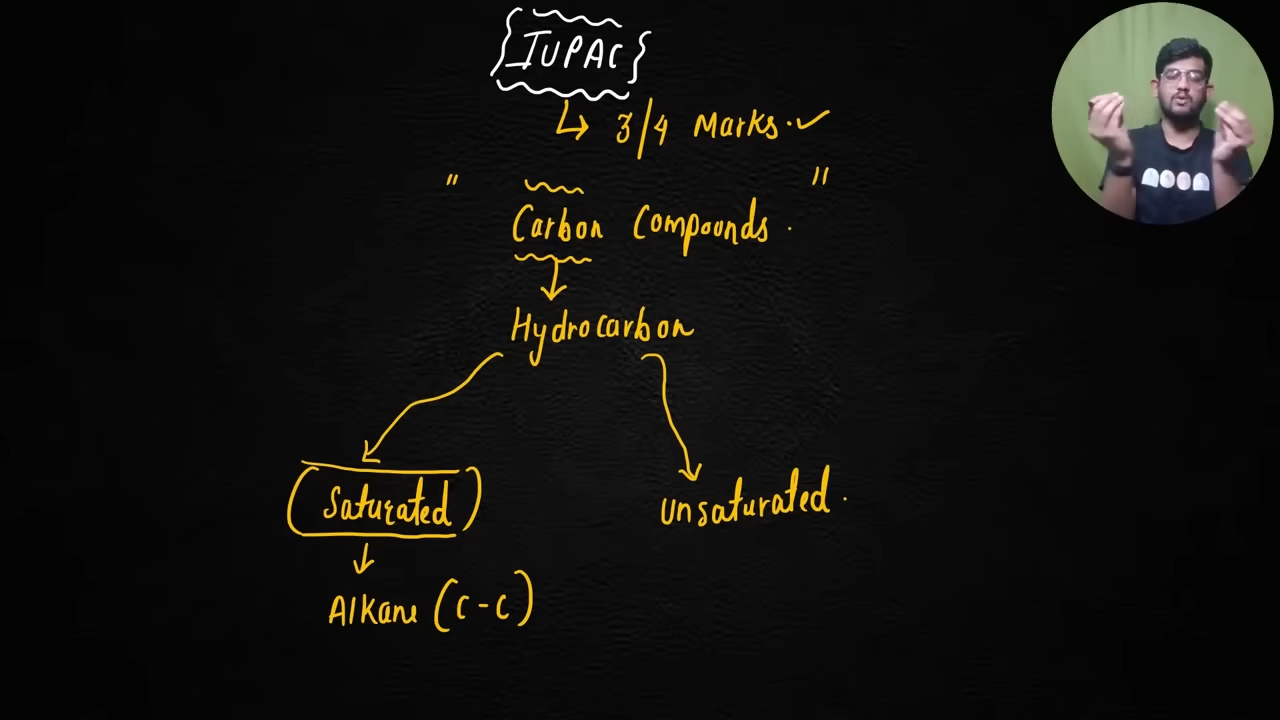 {IUPAC}
↳ 3/4 Marks. ✓
" "
Carbon Compounds.
Hydrocarbon
(Saturated) unsaturated.
Alkane (C-C)